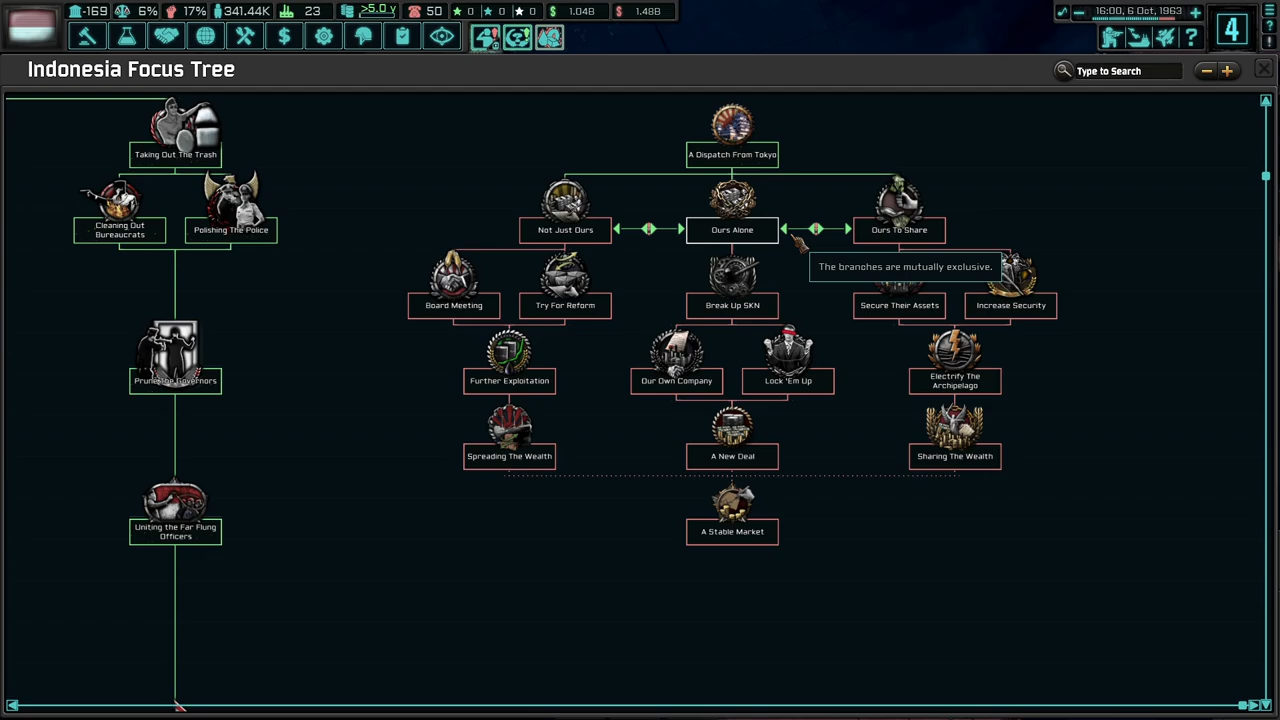 -169
6%
17%
341.44K
23
>5.0 y
50
0
0
0
1.04B
1.48B
16:00, 6 Oct, 1963
4
Indonesia Focus Tree
Type to Search
Taking Out The Trash
A Dispatch From Tokyo
Cleaning Out
Bureaucrats
Polishing The Police
Not Just Ours
Ours Alone
Ours To Share
The branches are mutually exclusive.
Board Meeting
Try For Reform
Break Up SKN
Secure Their Assets
Increase Security
Prune The Governors
Further Exploitation
Our Own Company
Lock 'Em Up
Electrify The
Archipelago
Spreading The Wealth
A New Deal
Sharing The Wealth
Uniting the Far Flung
Officers
A Stable Market